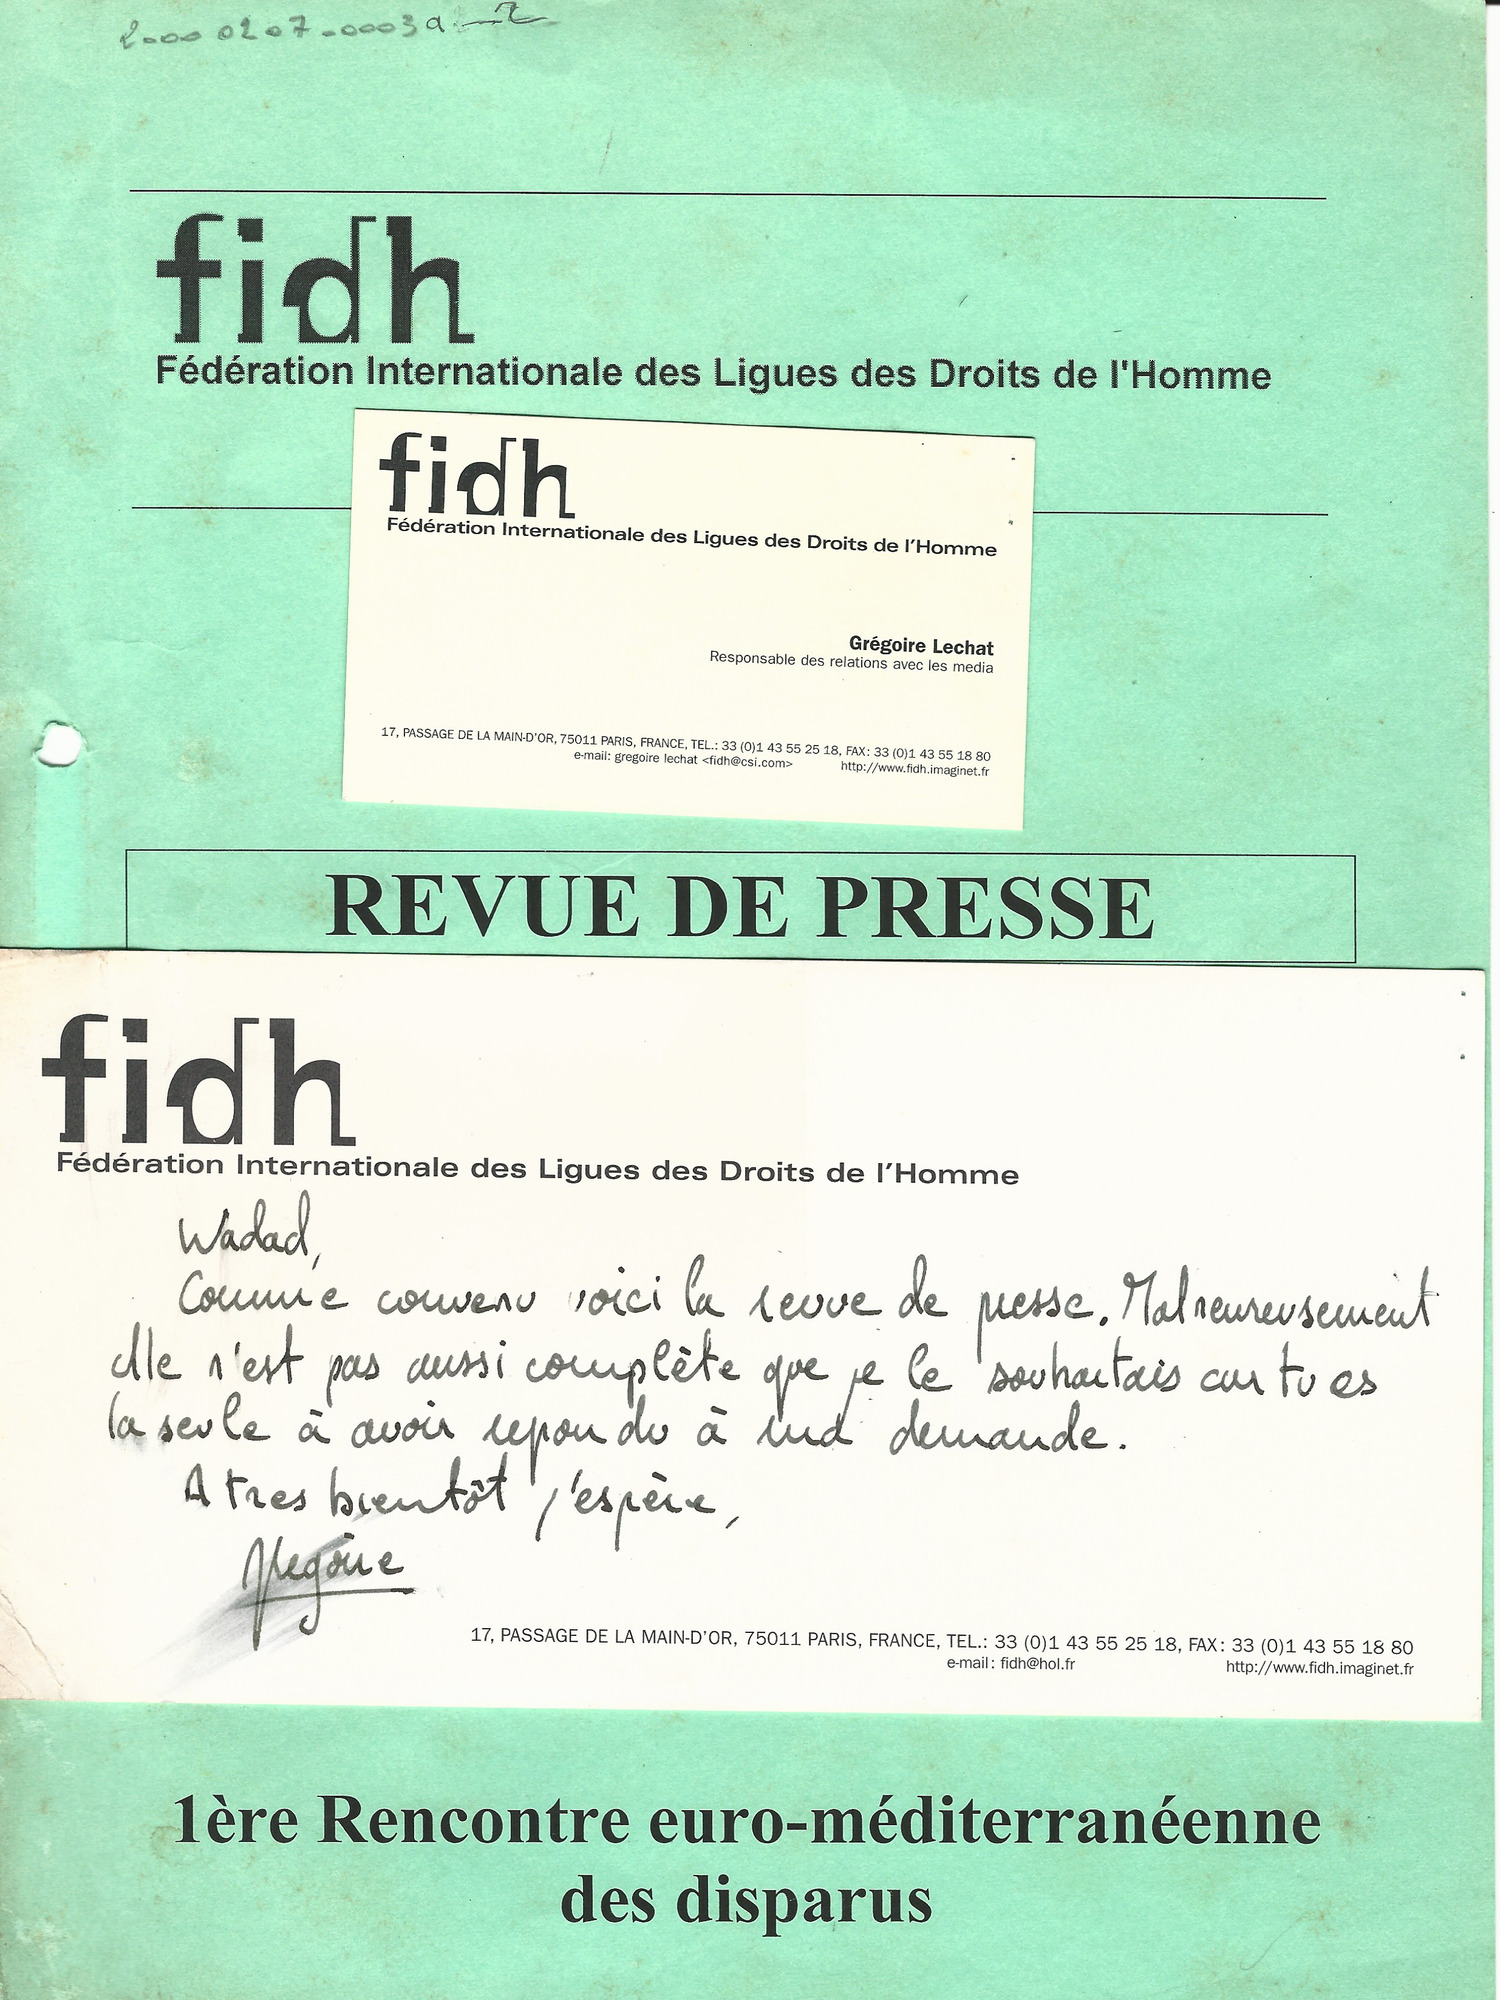 20000207-0003a-z
fidh
Fédération Internationale des Ligues des Droits de l'Homme
fidh
Fédération Internationale des Ligues des Droits de l'Homme
Grégoire Lechat
Responsable des relations avec les media
17, PASSAGE DE LA MAIN-D'OR, 75011 PARIS, FRANCE, TEL.: 33 (0)1 43 55 25 18, FAX: 33 (0)1 43 55 18 80
e-mail: gregoire lechat <fidh@csi.com> http://www.fidh.imaginet.fr
REVUE DE PRESSE
fidh
Fédération Internationale des Ligues des Droits de l'Homme
Wadad,
Comme convenu voici la revue de presse. Malheureusement
elle n'est pas aussi complète que je le souhaitais car tu es
la seule à avoir repondu à ma demande.
A tres bientôt j'espère,
Gregoire
17, PASSAGE DE LA MAIN-D'OR, 75011 PARIS, FRANCE, TEL.: 33 (0)1 43 55 25 18, FAX: 33 (0)1 43 55 18 80
e-mail: fidh@hol.fr http://www.fidh.imaginet.fr
1ère Rencontre euro-méditerranéenne
des disparus